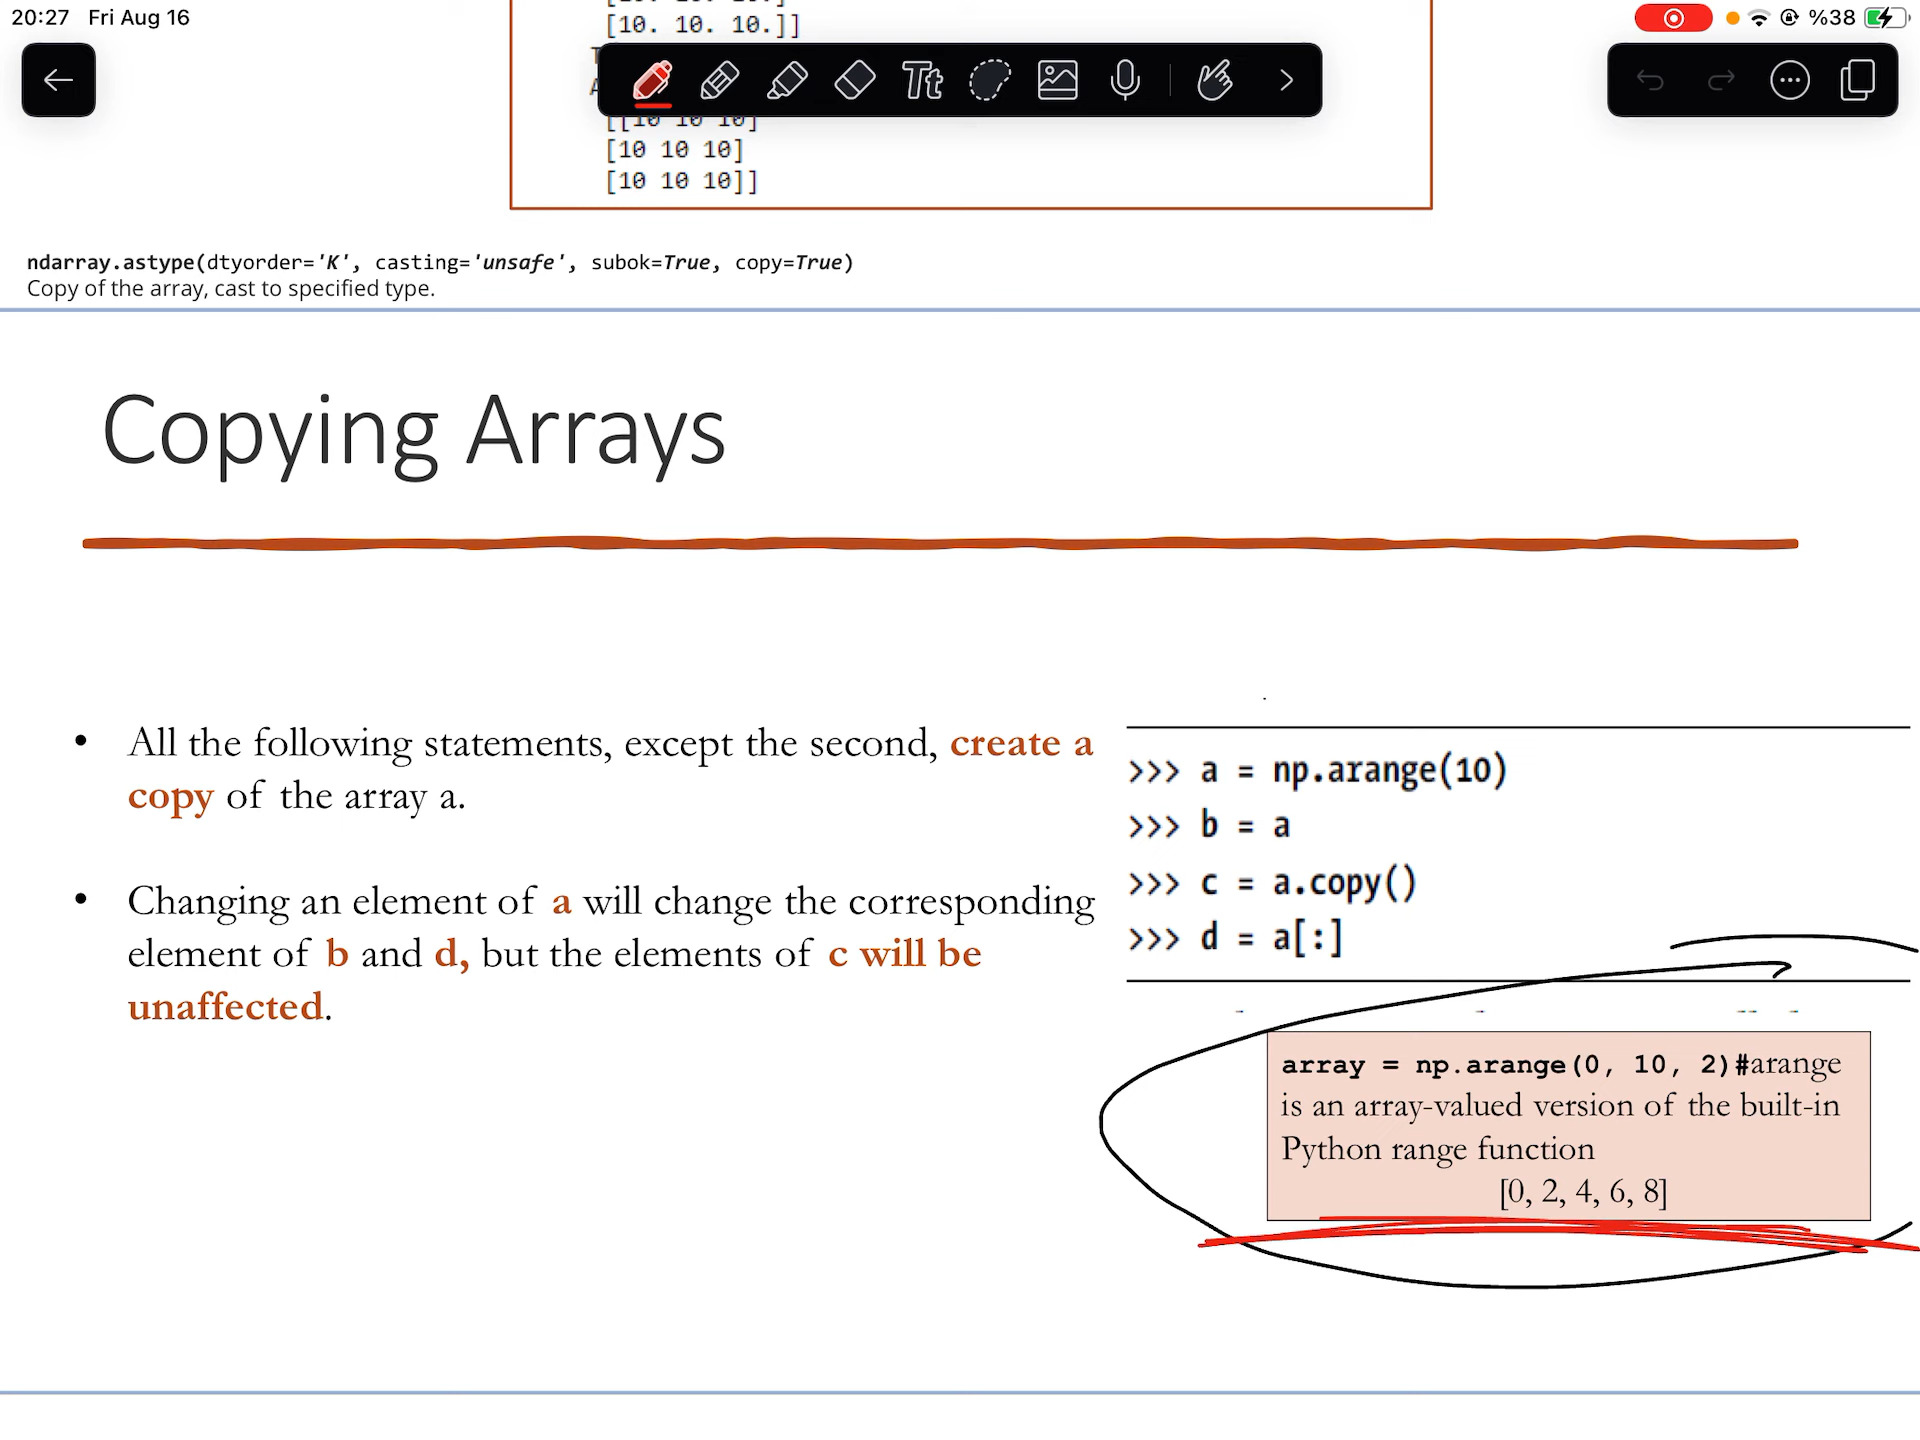 20:27 Fri Aug 16
%38
[10. 10. 10.]]
Tt
[[10 10 10]
[10 10 10]
[10 10 10]]
ndarray.astype(dtyorder='K', casting='unsafe', subok=True, copy=True)
Copy of the array, cast to specified type.
Copying Arrays
• All the following statements, except the second, create a
copy of the array a.
• Changing an element of a will change the corresponding
element of b and d, but the elements of c will be
unaffected.
>>> a = np.arange(10)
>>> b = a
>>> c = a.copy()
>>> d = a[:]
array = np.arange(0, 10, 2)#arange
is an array-valued version of the built-in
Python range function
[0, 2, 4, 6, 8]